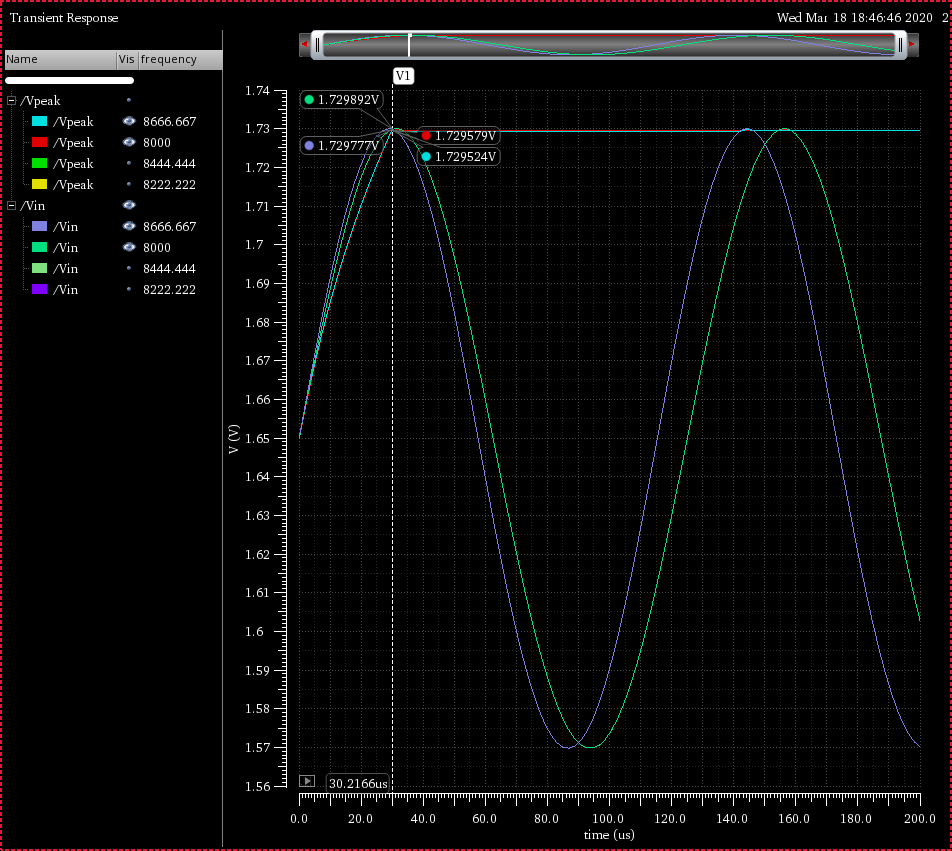 Transient Response
Wed Mar 18 18:46:46 2020 2
Name Vis frequency
/Vpeak
/Vpeak 8666.667
/Vpeak 8000
/Vpeak 8444.444
/Vpeak 8222.222
/Vin
/Vin 8666.667
/Vin 8000
/Vin 8444.444
/Vin 8222.222
V1
1.729892V
1.729777V
1.729579V
1.729524V
V (V)
1.74
1.73
1.72
1.71
1.7
1.69
1.68
1.67
1.66
1.65
1.64
1.63
1.62
1.61
1.6
1.59
1.58
1.57
1.56
30.2166us
0.0 20.0 40.0 60.0 80.0 100.0 120.0 140.0 160.0 180.0 200.0
time (us)